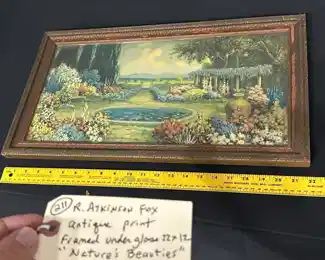 211 R. Atkinson Fox
antique print
framed under glass 22x12
"Nature's Beauties"